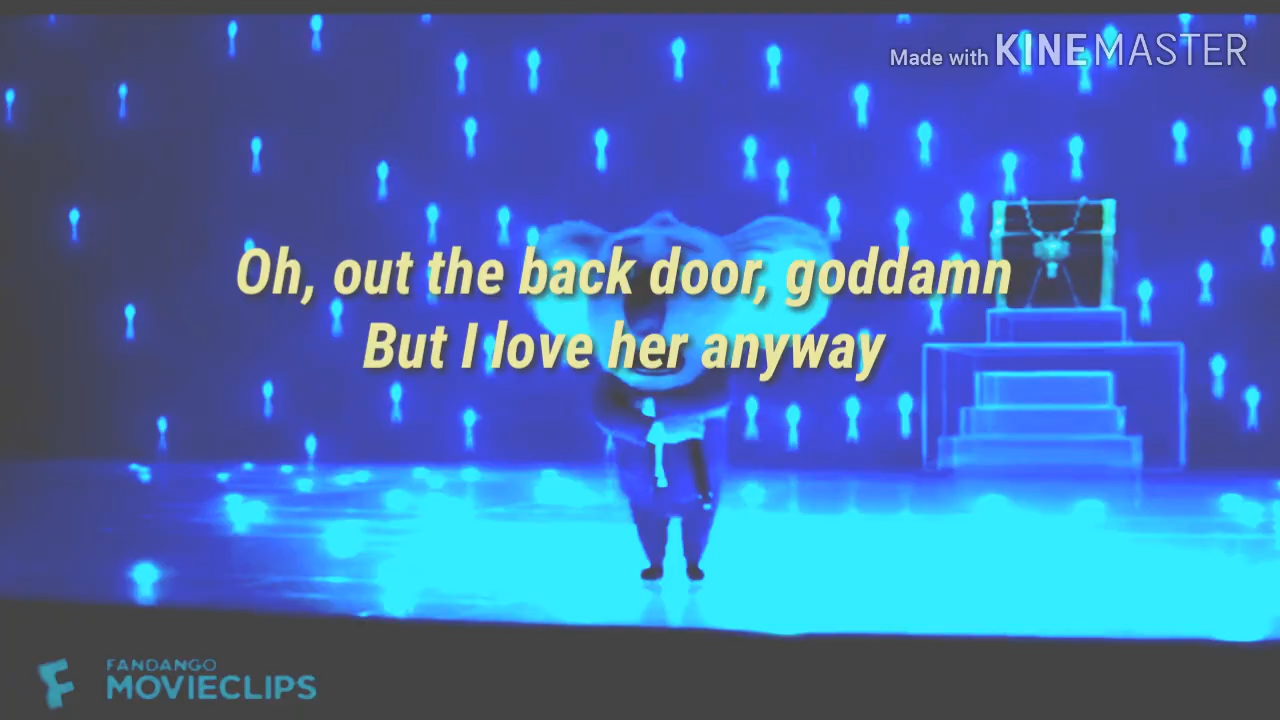 Made with KINEMASTER
Oh, out the back door, goddamn
But I love her anyway
FANDANGO
MOVIECLIPS